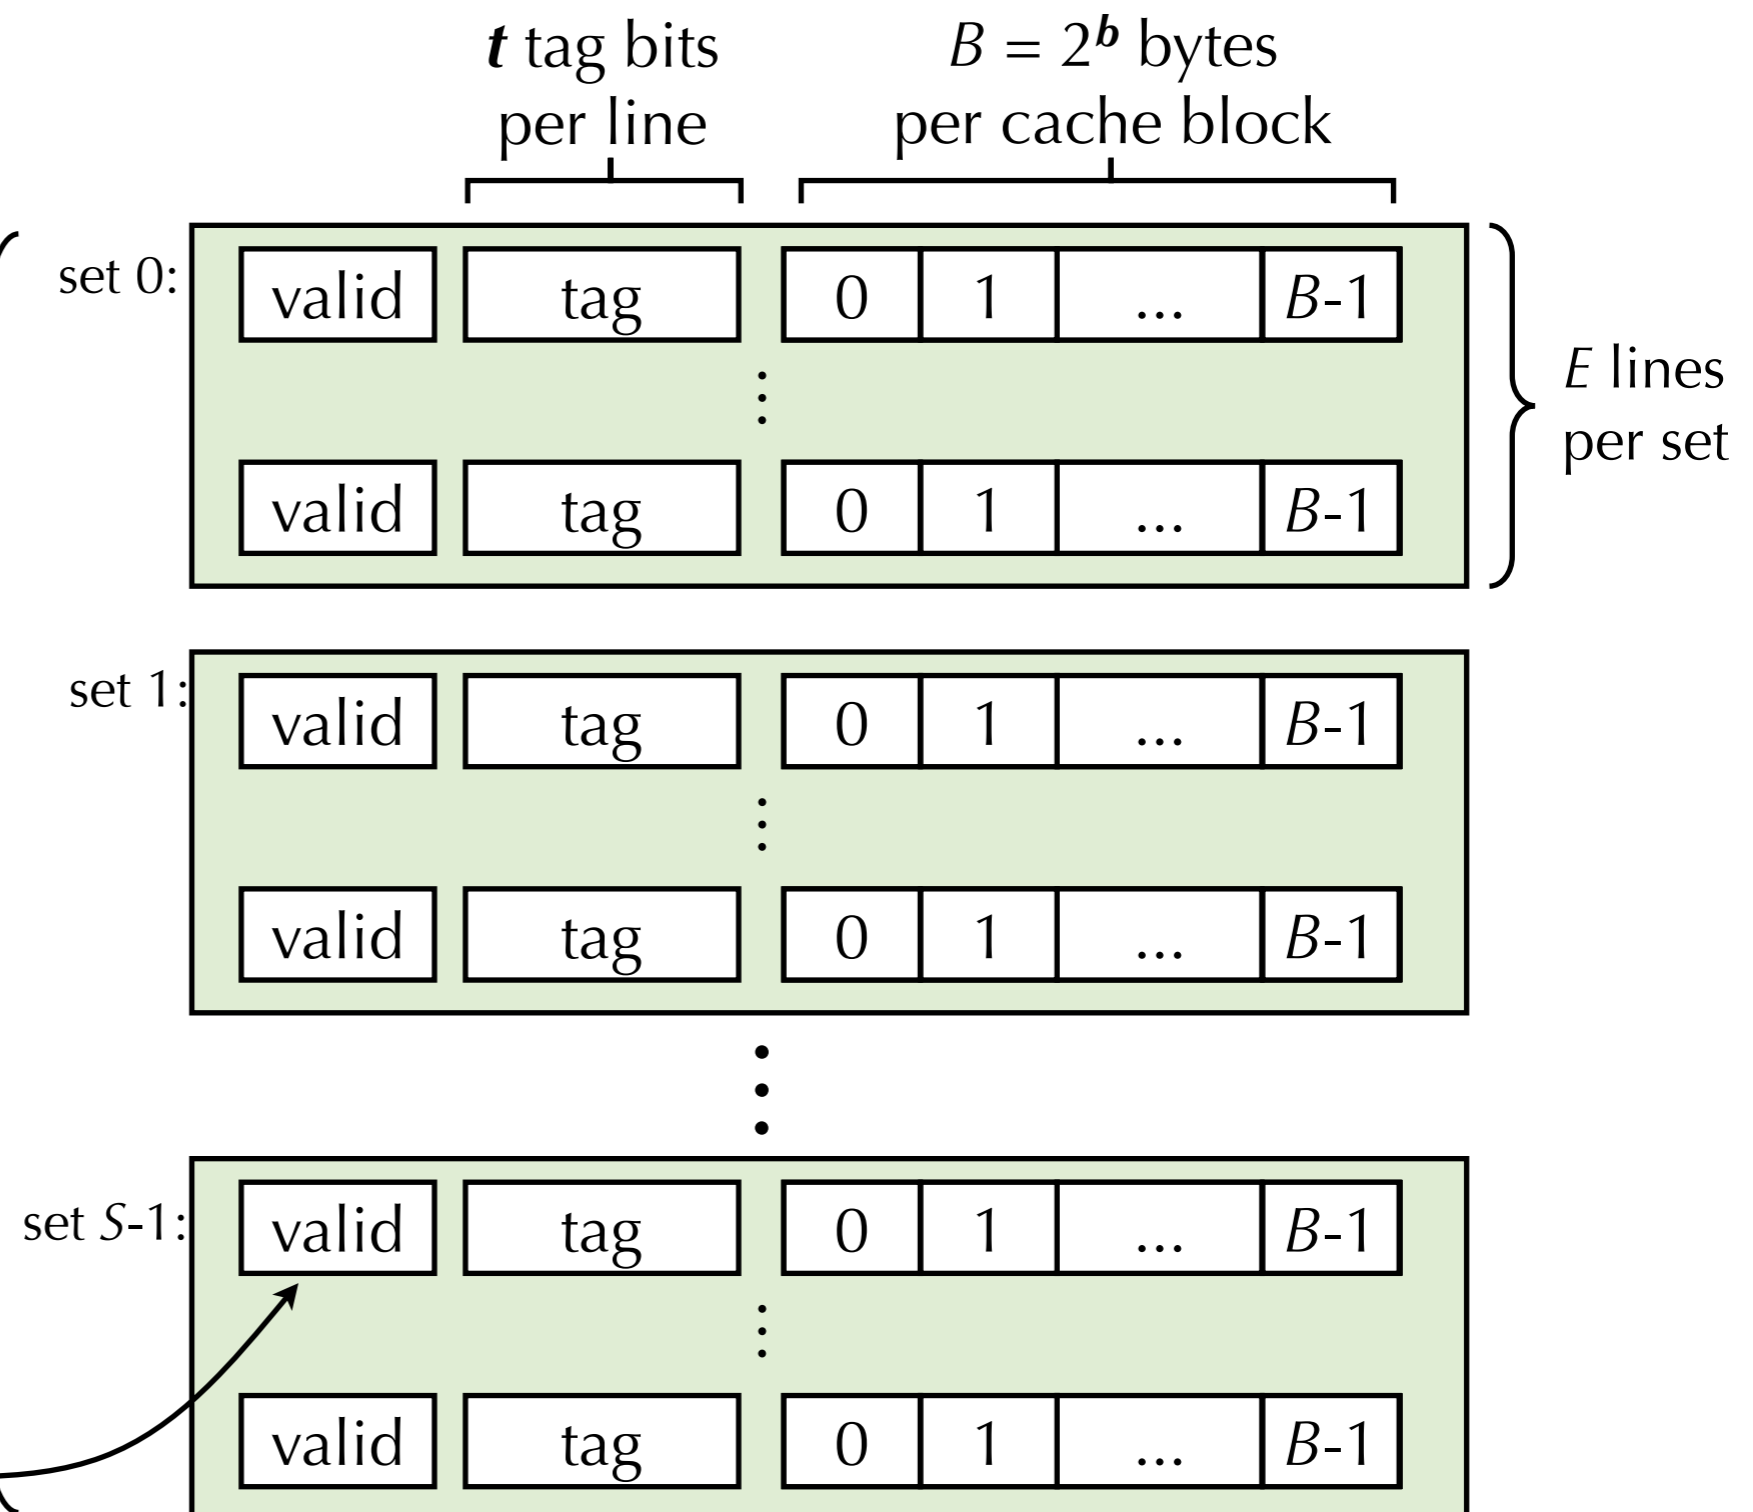 t tag bits
per line
B = 2^b bytes
per cache block
set 0:
valid tag 0 1 ... B-1
⋮
valid tag 0 1 ... B-1
E lines
per set
set 1:
valid tag 0 1 ... B-1
⋮
valid tag 0 1 ... B-1
⋮
set S-1:
valid tag 0 1 ... B-1
⋮
valid tag 0 1 ... B-1